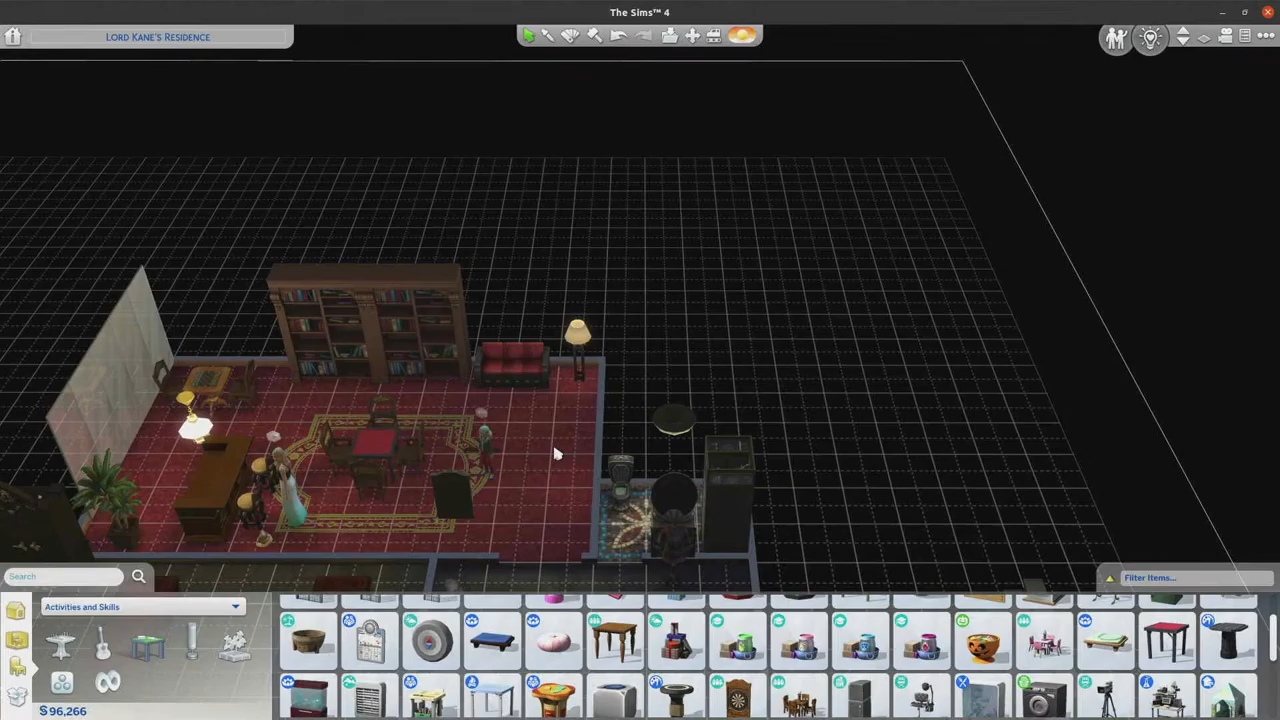 The Sims™ 4
LORD KANE'S RESIDENCE
Search
Filter Items...
Activities and Skills
§96,266